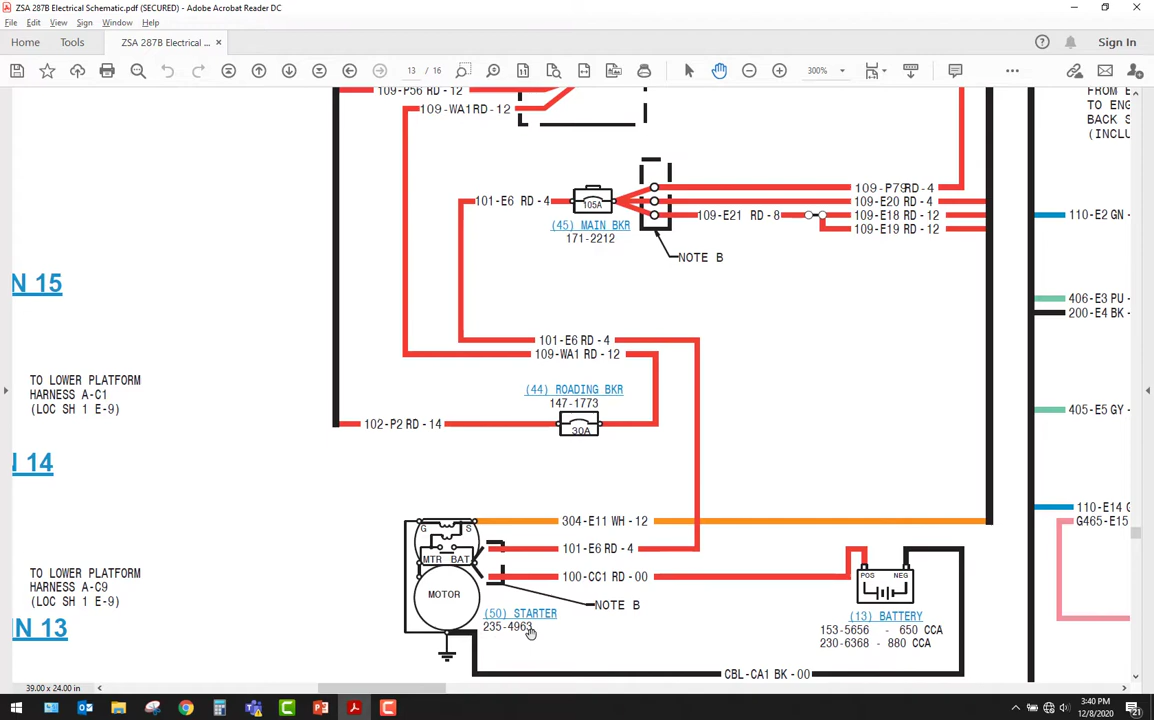 ZSA 287B Electrical Schematic.pdf (SECURED) - Adobe Acrobat Reader DC
File Edit View Sign Window Help
Home Tools ZSA 287B Electrical ... Sign In
13 / 16 300%
109-P56 RD-12
109-WA1RD-12
FROM E
TO ENG
BACK S
(INCLU
101-E6 RD-4
105A
(45) MAIN BKR
171-2212
109-P79RD-4
109-E20 RD-4
109-E21 RD-8
109-E18 RD-12
109-E19 RD-12
110-E2 GN
NOTE B
N 15
406-E3 PU
200-E4 BK
101-E6 RD-4
109-WA1 RD-12
TO LOWER PLATFORM
HARNESS A-C1
(LOC SH 1 E-9)
(44) ROADING BKR
147-1773
30A
102-P2 RD-14
405-E5 GY
N 14
110-E14 G
G465-E15
G S
304-E11 WH-12
101-E6 RD-4
MTR BAT
100-CC1 RD-00
POS NEG
MOTOR
NOTE B
(50) STARTER
235-4963
(13) BATTERY
153-5656 - 650 CCA
230-6368 - 880 CCA
TO LOWER PLATFORM
HARNESS A-C9
(LOC SH 1 E-9)
N 13
CBL-CA1 BK-00
39.00 x 24.00 in
3:40 PM
12/8/2020
21